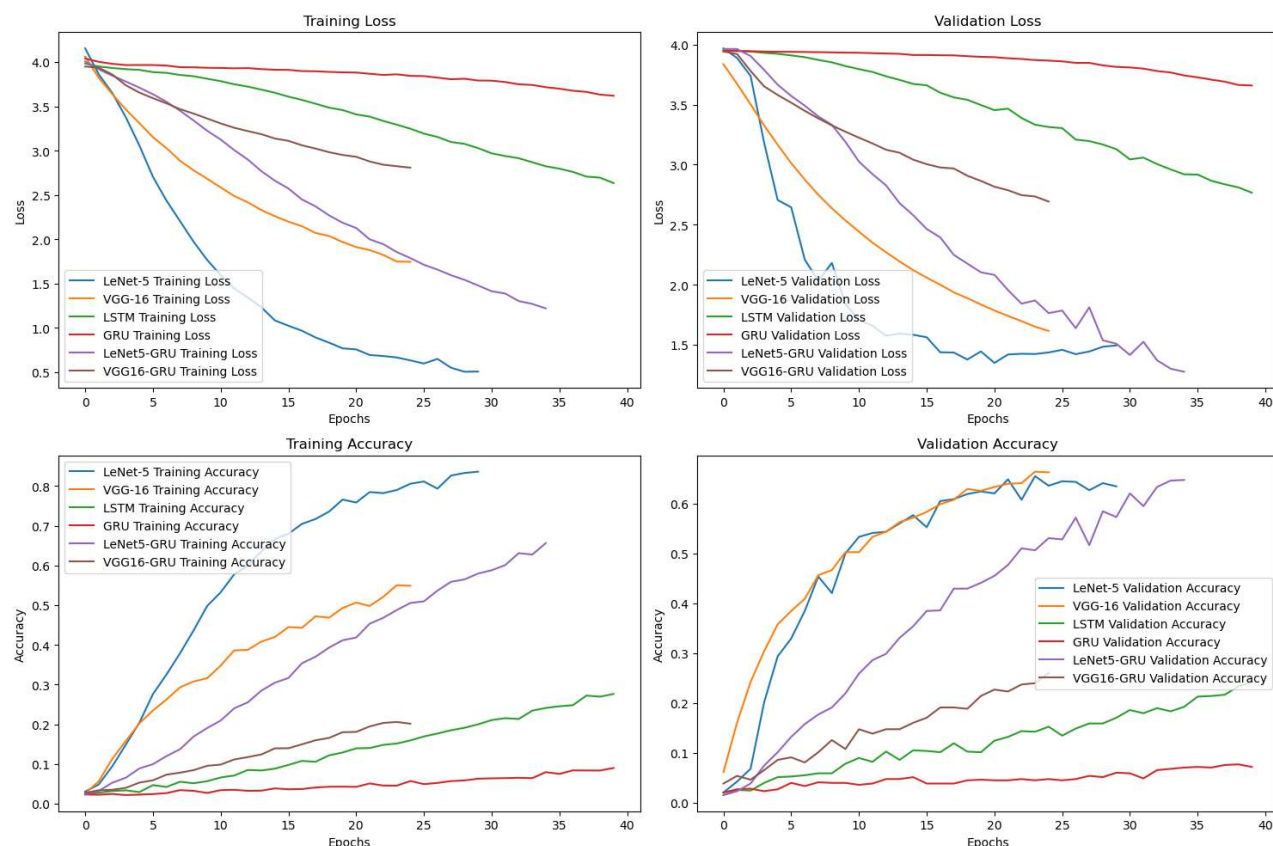 Training Loss
Loss
4.0
3.5
3.0
2.5
2.0
1.5
1.0
0.5
LeNet-5 Training Loss
VGG-16 Training Loss
LSTM Training Loss
GRU Training Loss
LeNet5-GRU Training Loss
VGG16-GRU Training Loss
0 5 10 15 20 25 30 35 40
Epochs
Validation Loss
Loss
4.0
3.5
3.0
2.5
2.0
1.5
LeNet-5 Validation Loss
VGG-16 Validation Loss
LSTM Validation Loss
GRU Validation Loss
LeNet5-GRU Validation Loss
VGG16-GRU Validation Loss
0 5 10 15 20 25 30 35 40
Epochs
Training Accuracy
Accuracy
0.8
0.7
0.6
0.5
0.4
0.3
0.2
0.1
0.0
LeNet-5 Training Accuracy
VGG-16 Training Accuracy
LSTM Training Accuracy
GRU Training Accuracy
LeNet5-GRU Training Accuracy
VGG16-GRU Training Accuracy
0 5 10 15 20 25 30 35 40
Epochs
Validation Accuracy
Accuracy
0.6
0.5
0.4
0.3
0.2
0.1
0.0
LeNet-5 Validation Accuracy
VGG-16 Validation Accuracy
LSTM Validation Accuracy
GRU Validation Accuracy
LeNet5-GRU Validation Accuracy
VGG16-GRU Validation Accuracy
0 5 10 15 20 25 30 35 40
Epochs